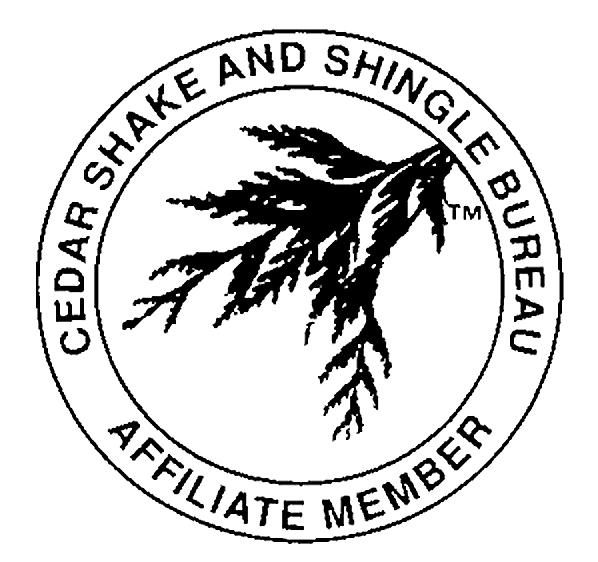 CEDAR SHAKE AND SHINGLE BUREAU
TM
AFFILIATE MEMBER